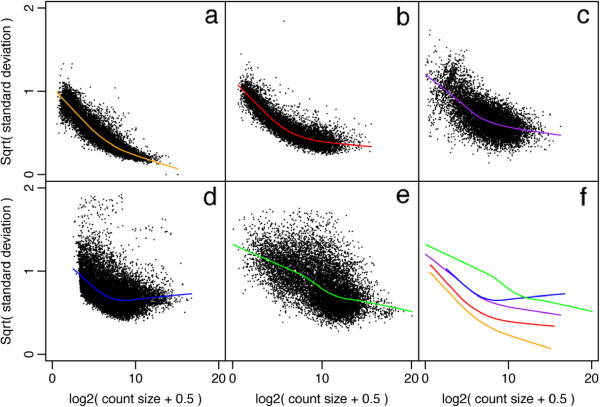 a
b
c
Sqrt( standard deviation )
2
1
0
d
e
f
Sqrt( standard deviation )
2
1
0
0 10 20
0 10 20
0 10 20
log2( count size + 0.5 )
log2( count size + 0.5 )
log2( count size + 0.5 )